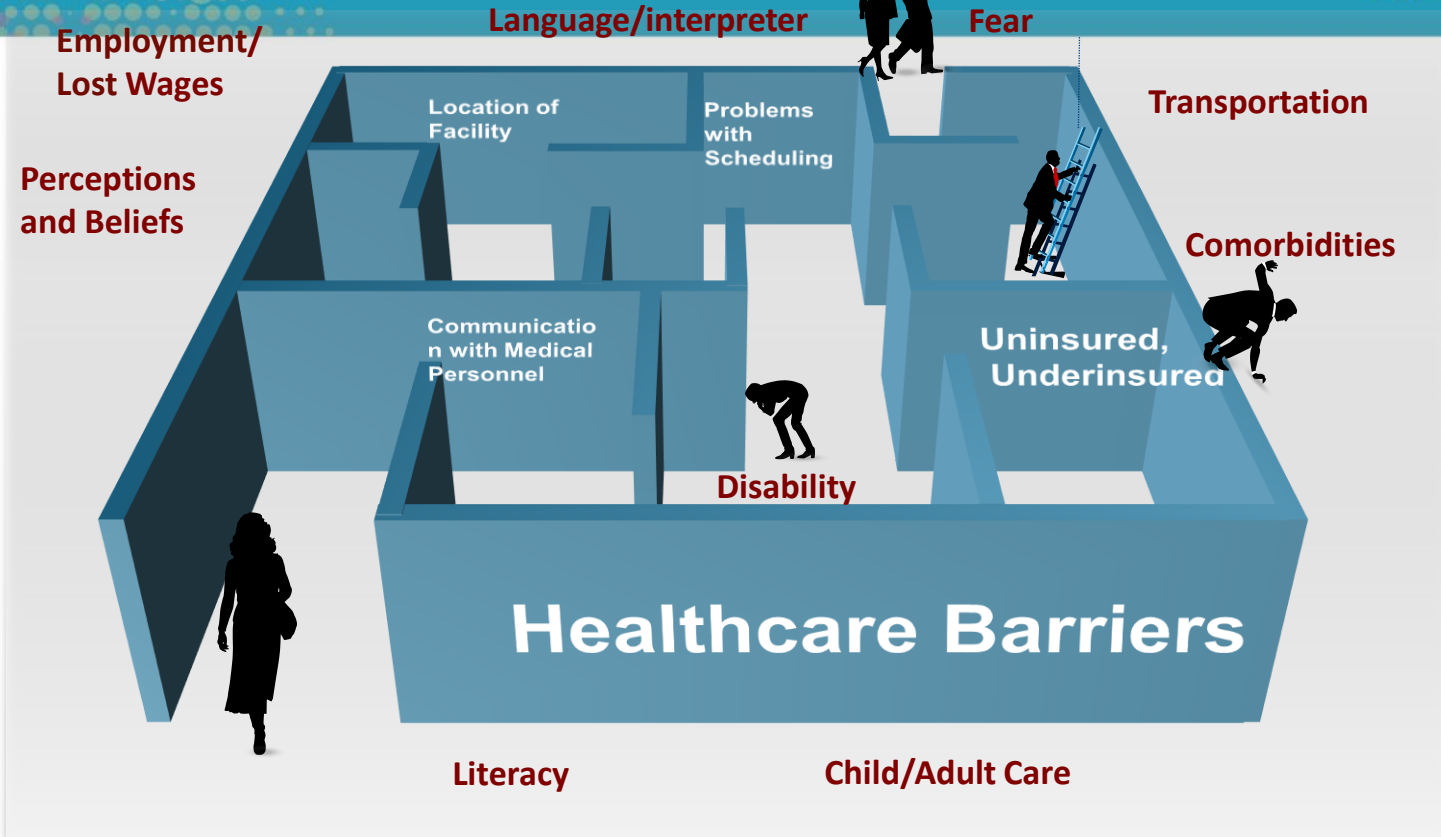 Language/interpreter
Fear
Employment/
Lost Wages
Transportation
Location of
Facility
Problems
with
Scheduling
Perceptions
and Beliefs
Comorbidities
Communicatio
n with Medical
Personnel
Uninsured,
Underinsured
Disability
Healthcare Barriers
Literacy
Child/Adult Care